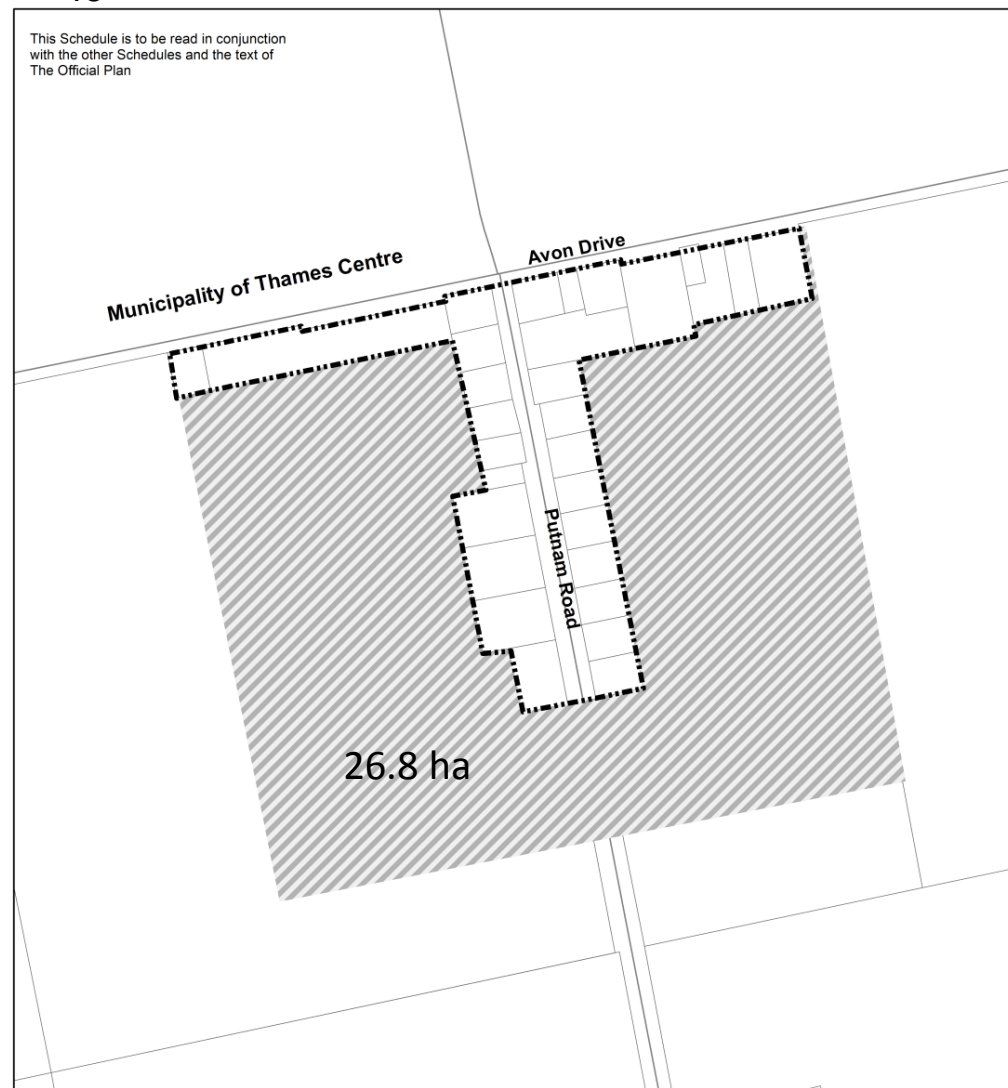 This Schedule is to be read in conjunction
with the other Schedules and the text of
The Official Plan
Avon Drive
Municipality of Thames Centre
Putnam Road
26.8 ha